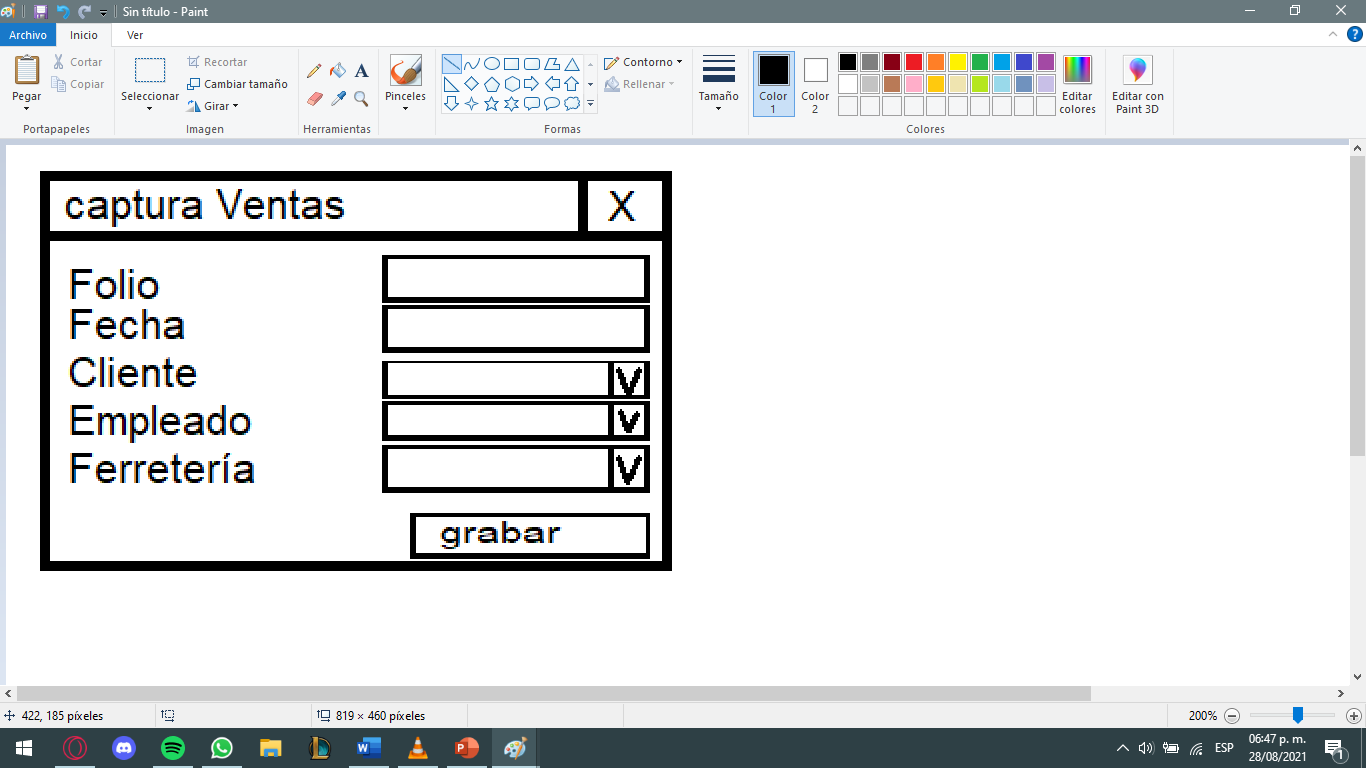 Sin título - Paint
Archivo Inicio Ver
Pegar
Cortar
Copiar
Portapapeles
Seleccionar
Recortar
Cambiar tamaño
Girar
Imagen
A
Herramientas
Pinceles
Contorno
Rellenar
Formas
Tamaño
Color 1
Color 2
Editar colores
Colores
Editar con Paint 3D
captura Ventas X
Folio
Fecha
Cliente V
Empleado V
Ferretería V
grabar
422, 185 píxeles
819 × 460 píxeles
200%
ESP
06:47 p. m.
28/08/2021
1